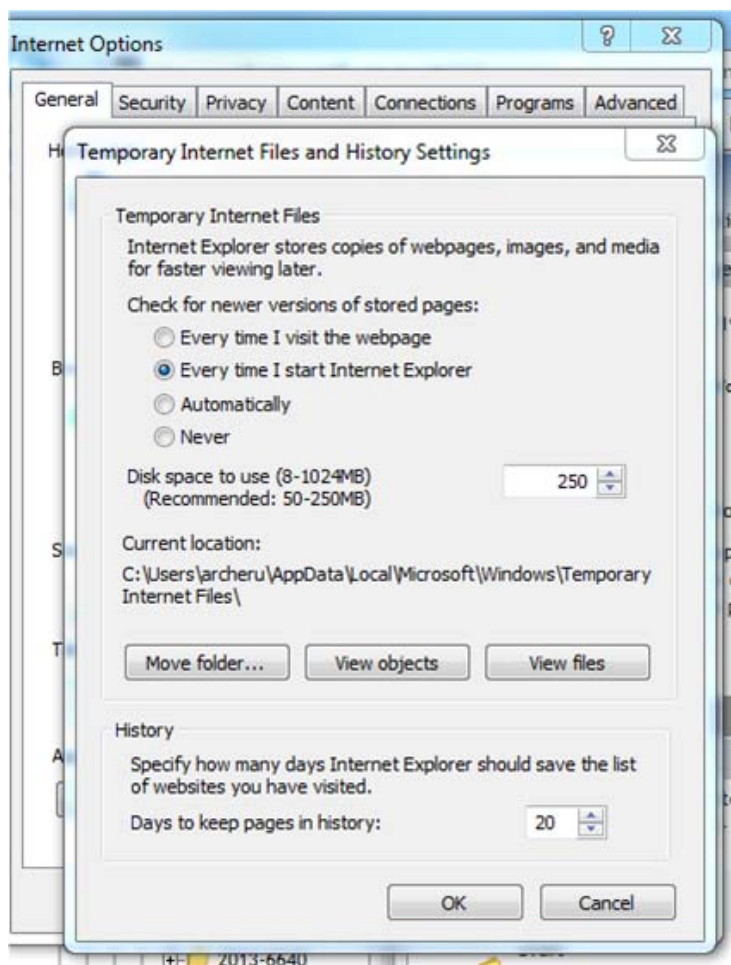 Internet Options
General Security Privacy Content Connections Programs Advanced
Temporary Internet Files and History Settings
Temporary Internet Files
Internet Explorer stores copies of webpages, images, and media
for faster viewing later.
Check for newer versions of stored pages:
Every time I visit the webpage
Every time I start Internet Explorer
Automatically
Never
Disk space to use (8-1024MB)
(Recommended: 50-250MB)
250
Current location:
C:\Users\archeru\AppData\Local\Microsoft\Windows\Temporary
Internet Files\
Move folder... View objects View files
History
Specify how many days Internet Explorer should save the list
of websites you have visited.
Days to keep pages in history: 20
OK Cancel
2013-6640